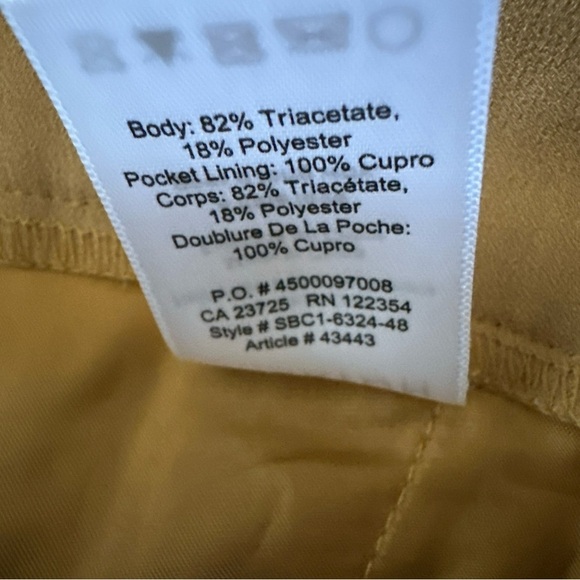 Body: 82% Triacetate,
18% Polyester
Pocket Lining: 100% Cupro
Corps: 82% Triacétate,
18% Polyester
Doublure De La Poche:
100% Cupro
P.O. # 4500097008
CA 23725 RN 122354
Style # SBC1-6324-48
Article # 43443